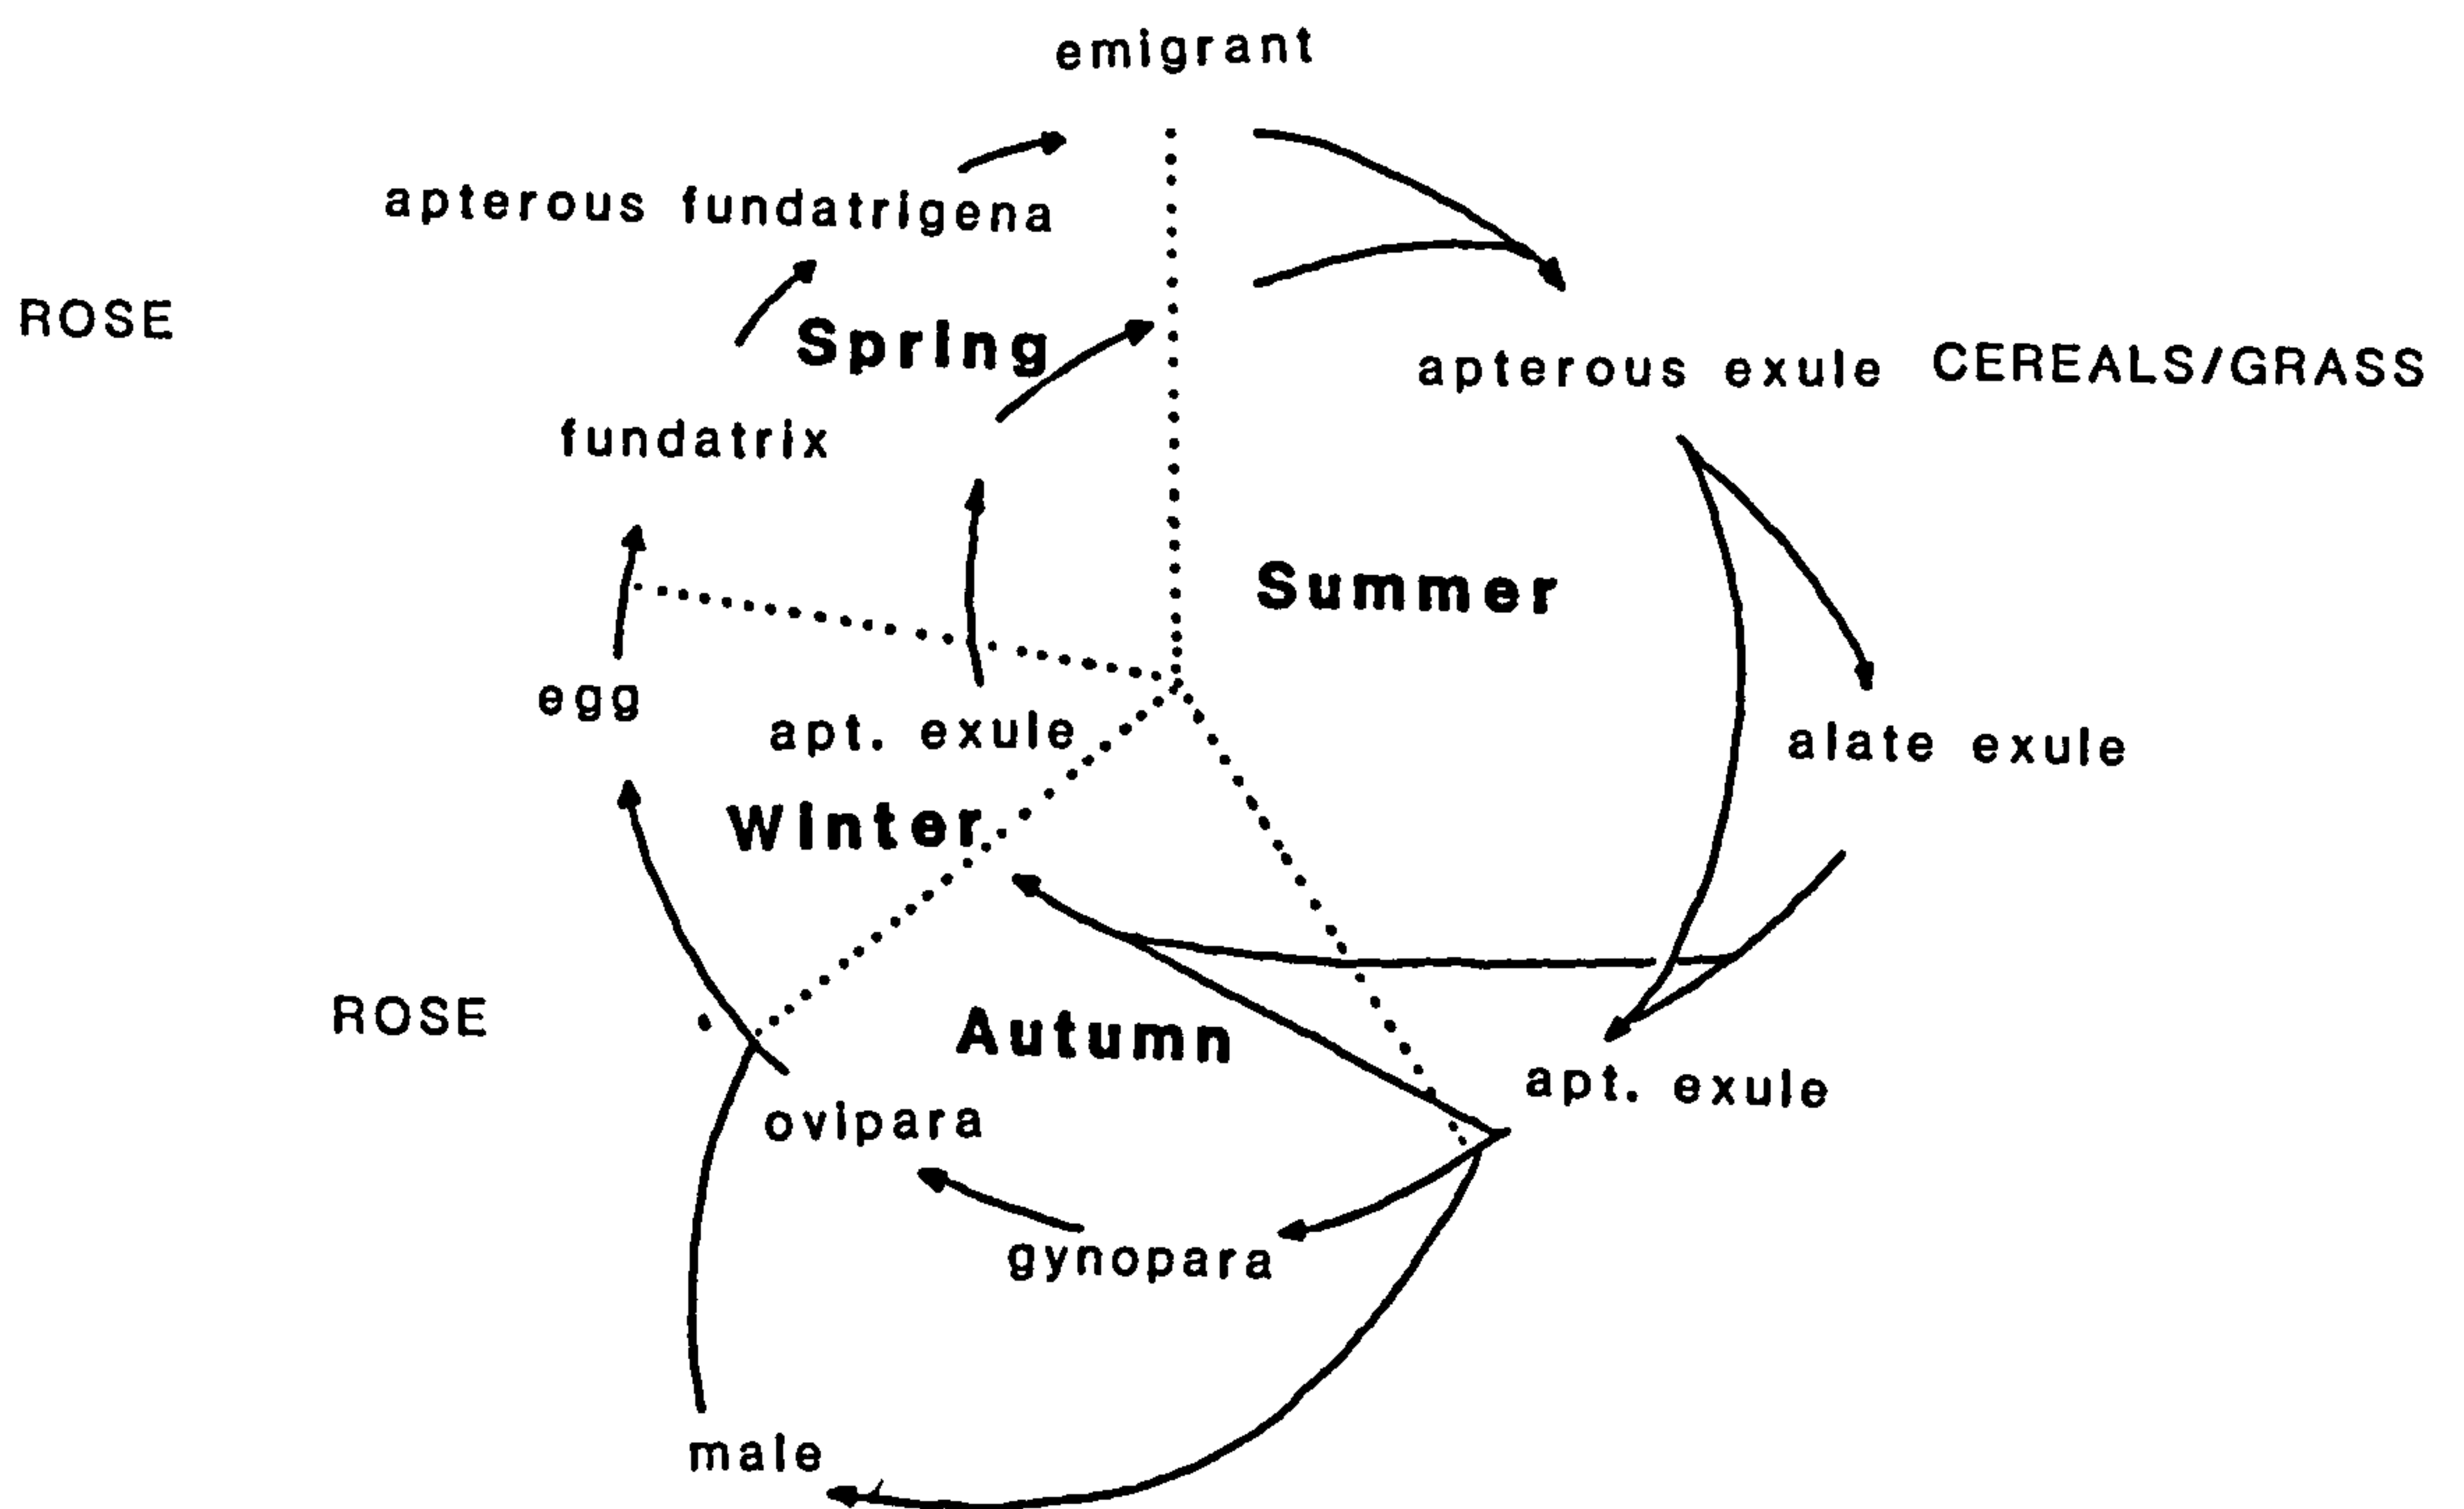 emigrant
apterous fundatrigena
ROSE
Spring
apterous exule
CEREALS/GRASS
fundatrix
Summer
egg
apt. exule
alate exule
Winter
ROSE
Autumn
apt. exule
ovipara
gynopara
male